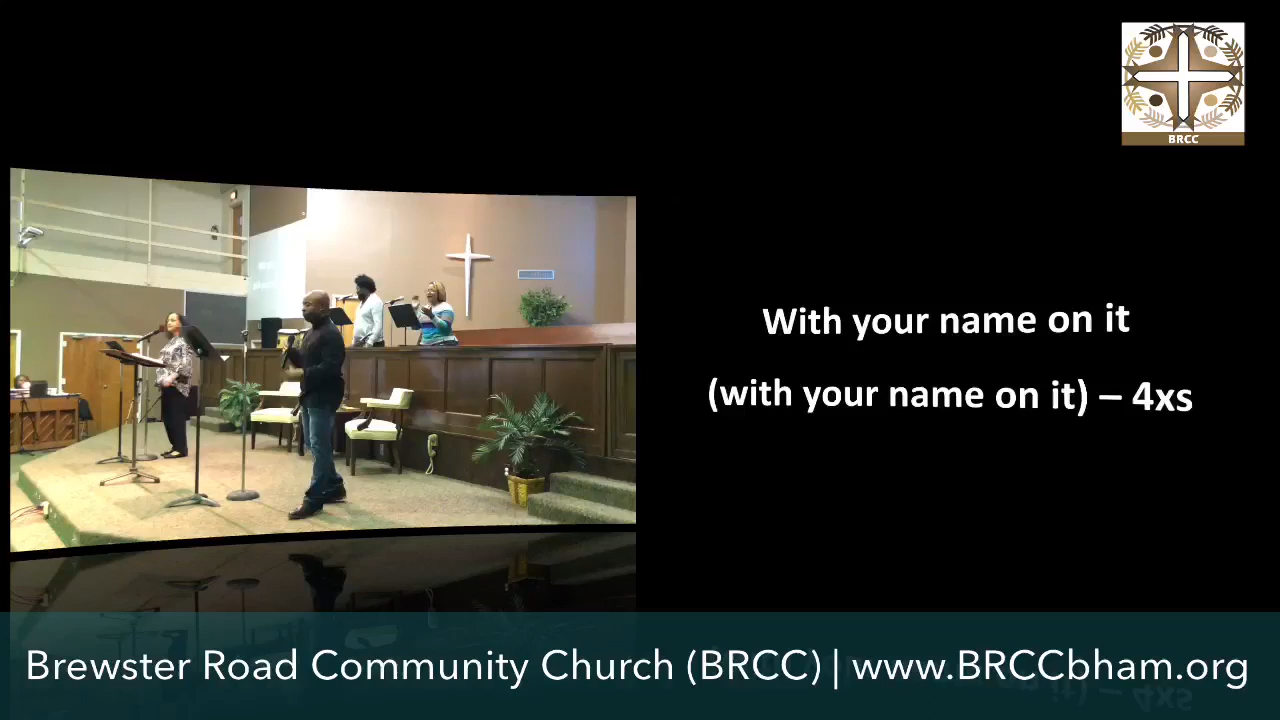 BRCC
With your name on it
(with your name on it) – 4xs
Brewster Road Community Church (BRCC) | www.BRCCbham.org